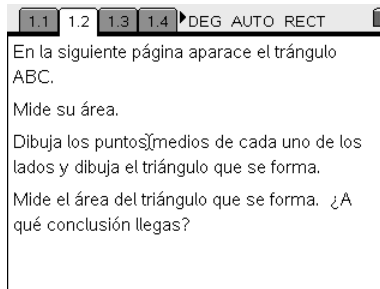 1.1 1.2 1.3 1.4 DEG AUTO RECT
En la siguiente página aparace el trángulo
ABC.
Mide su área.
Dibuja los puntos medios de cada uno de los
lados y dibuja el triángulo que se forma.
Mide el área del triángulo que se forma. ¿A
qué conclusión llegas?